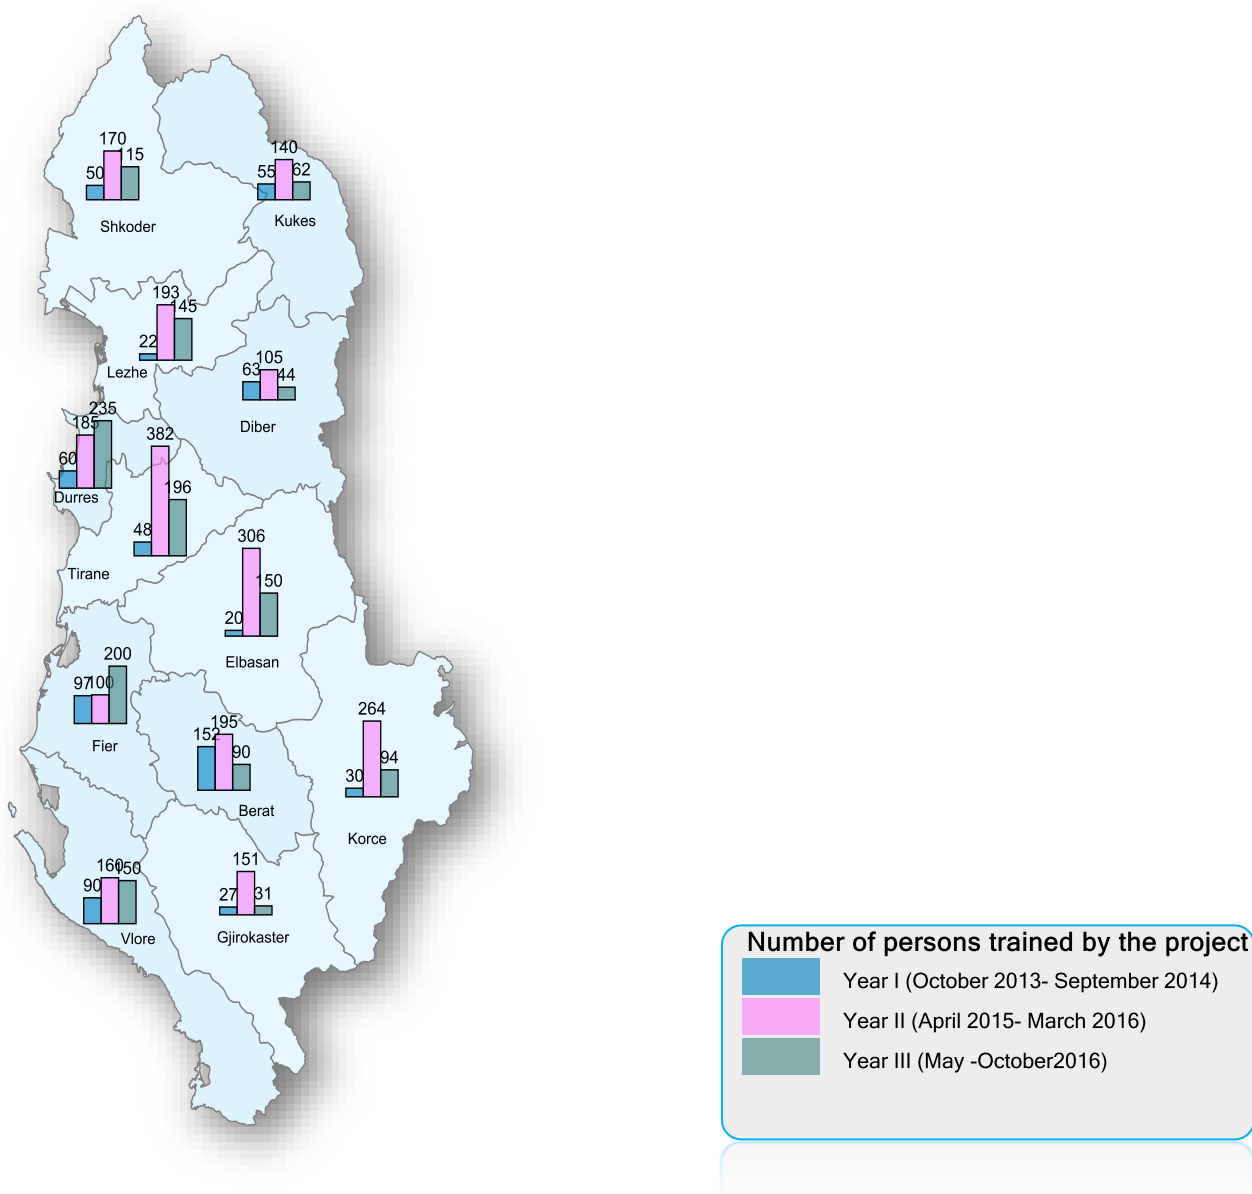 170
50
115
Shkoder
140
55
62
Kukes
193
145
22
Lezhe
105
63
44
Diber
235
185
60
Durres
382
196
48
Tirane
306
150
20
Elbasan
200
97
100
Fier
195
152
90
Berat
264
94
30
Korce
160
150
90
Vlore
151
27
31
Gjirokaster
Number of persons trained by the project
Year I (October 2013- September 2014)
Year II (April 2015- March 2016)
Year III (May -October2016)